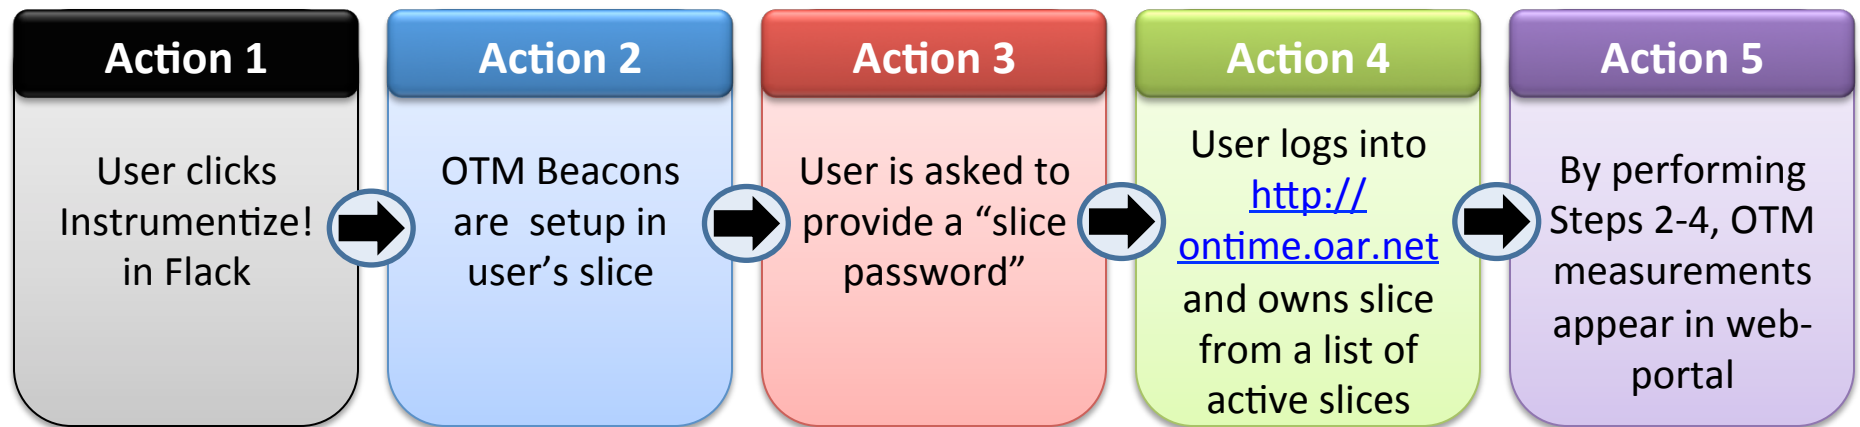 Action 1
User clicks
Instrumentize!
in Flack
Action 2
OTM Beacons
are setup in
user's slice
Action 3
User is asked to
provide a “slice
password”
Action 4
User logs into
http://
ontime.oar.net
and owns slice
from a list of
active slices
Action 5
By performing
Steps 2-4, OTM
measurements
appear in web-
portal